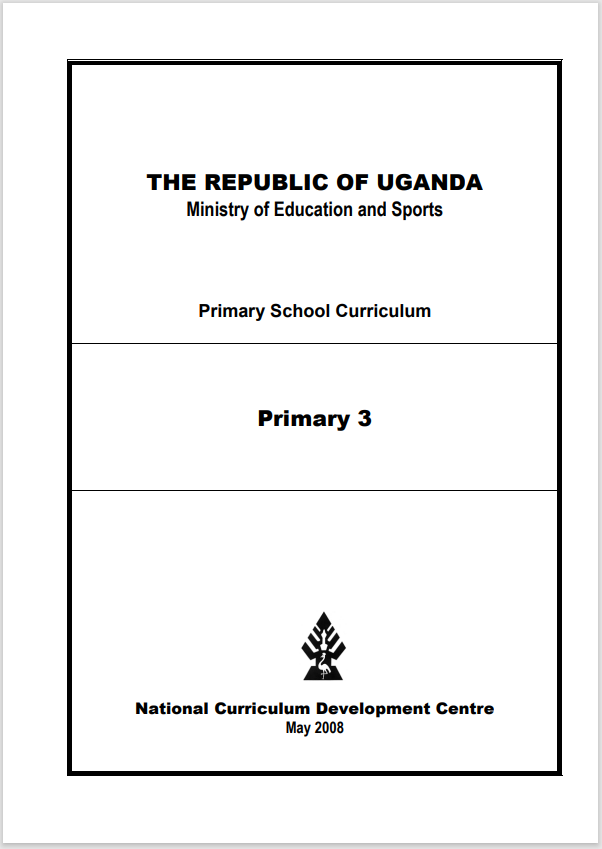 THE REPUBLIC OF UGANDA
Ministry of Education and Sports
Primary School Curriculum
Primary 3
National Curriculum Development Centre
May 2008